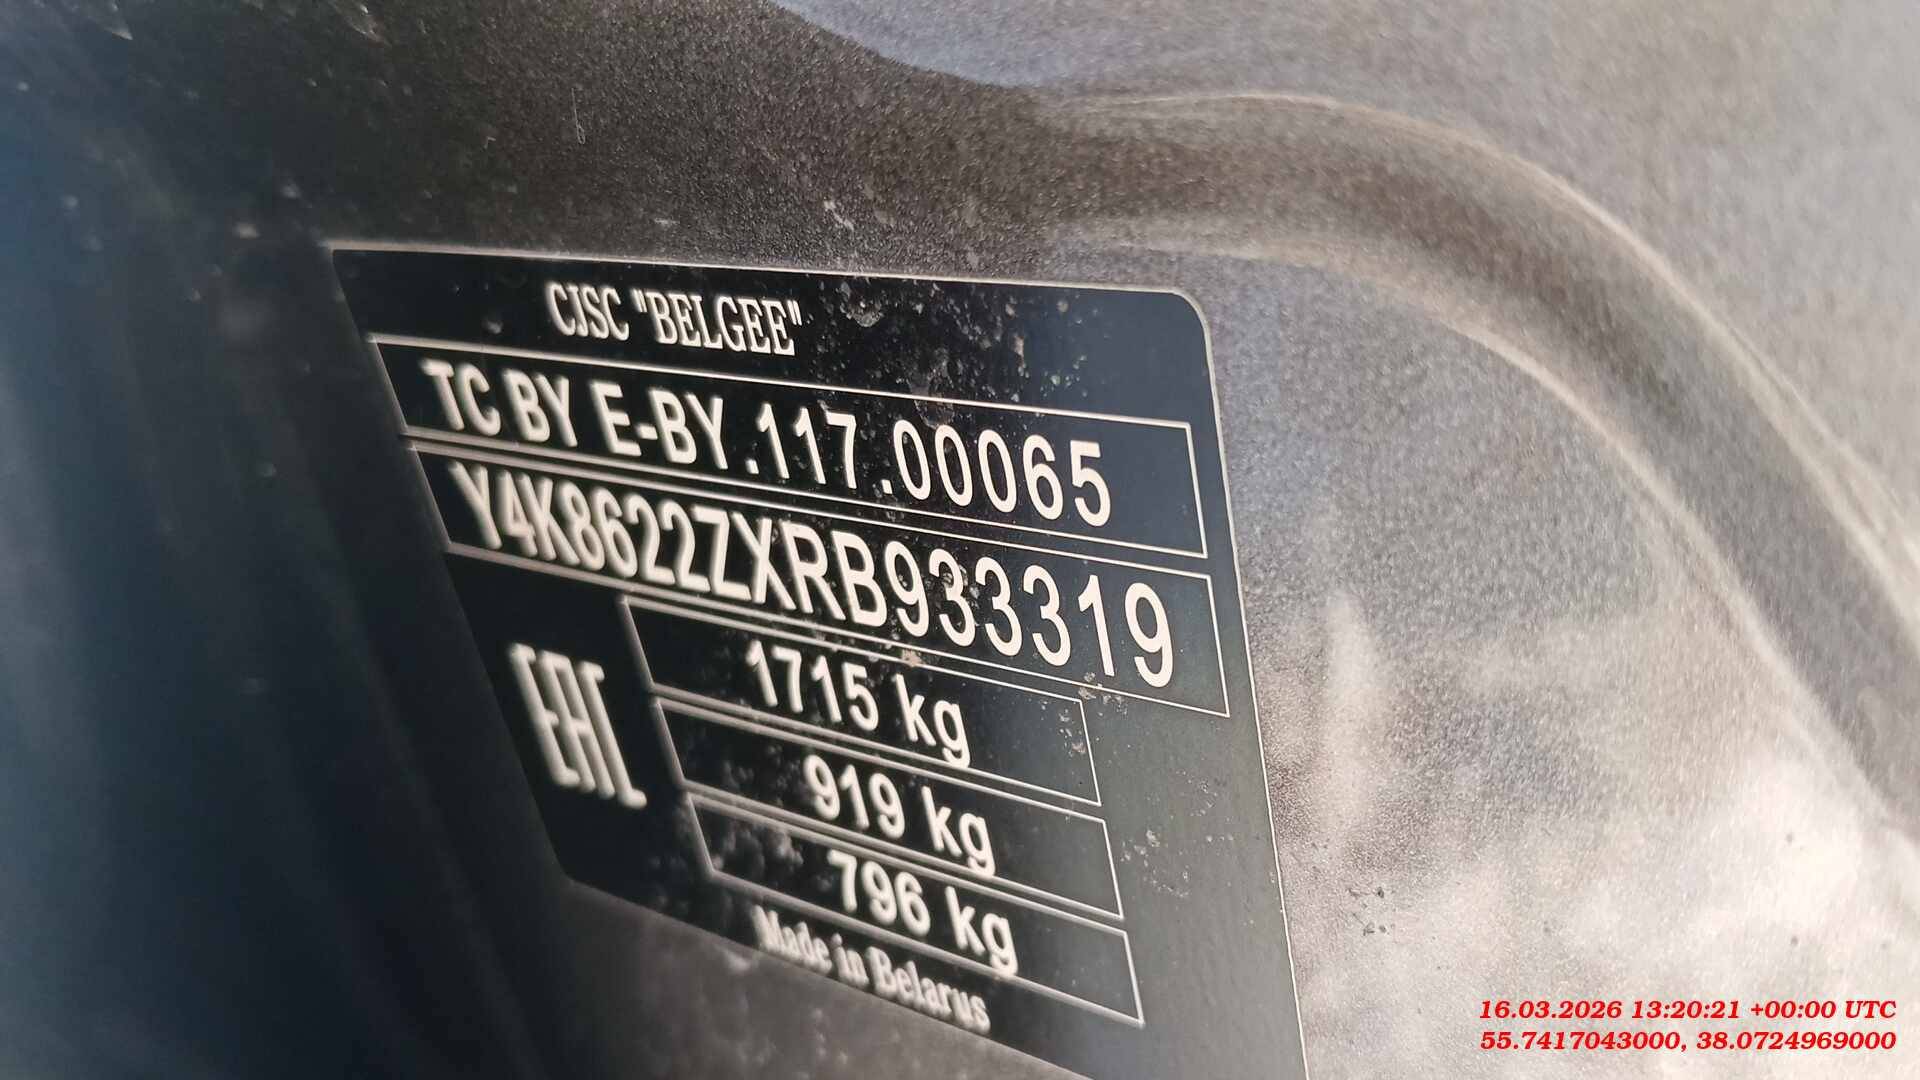 CJSC "BELGEE"
TC BY E-BY.117.00065
Y4K8622ZXRB933319
EAC
1715 kg
919 kg
796 kg
Made in Belarus
16.03.2026 13:20:21 +00:00 UTC
55.7417043000, 38.0724969000